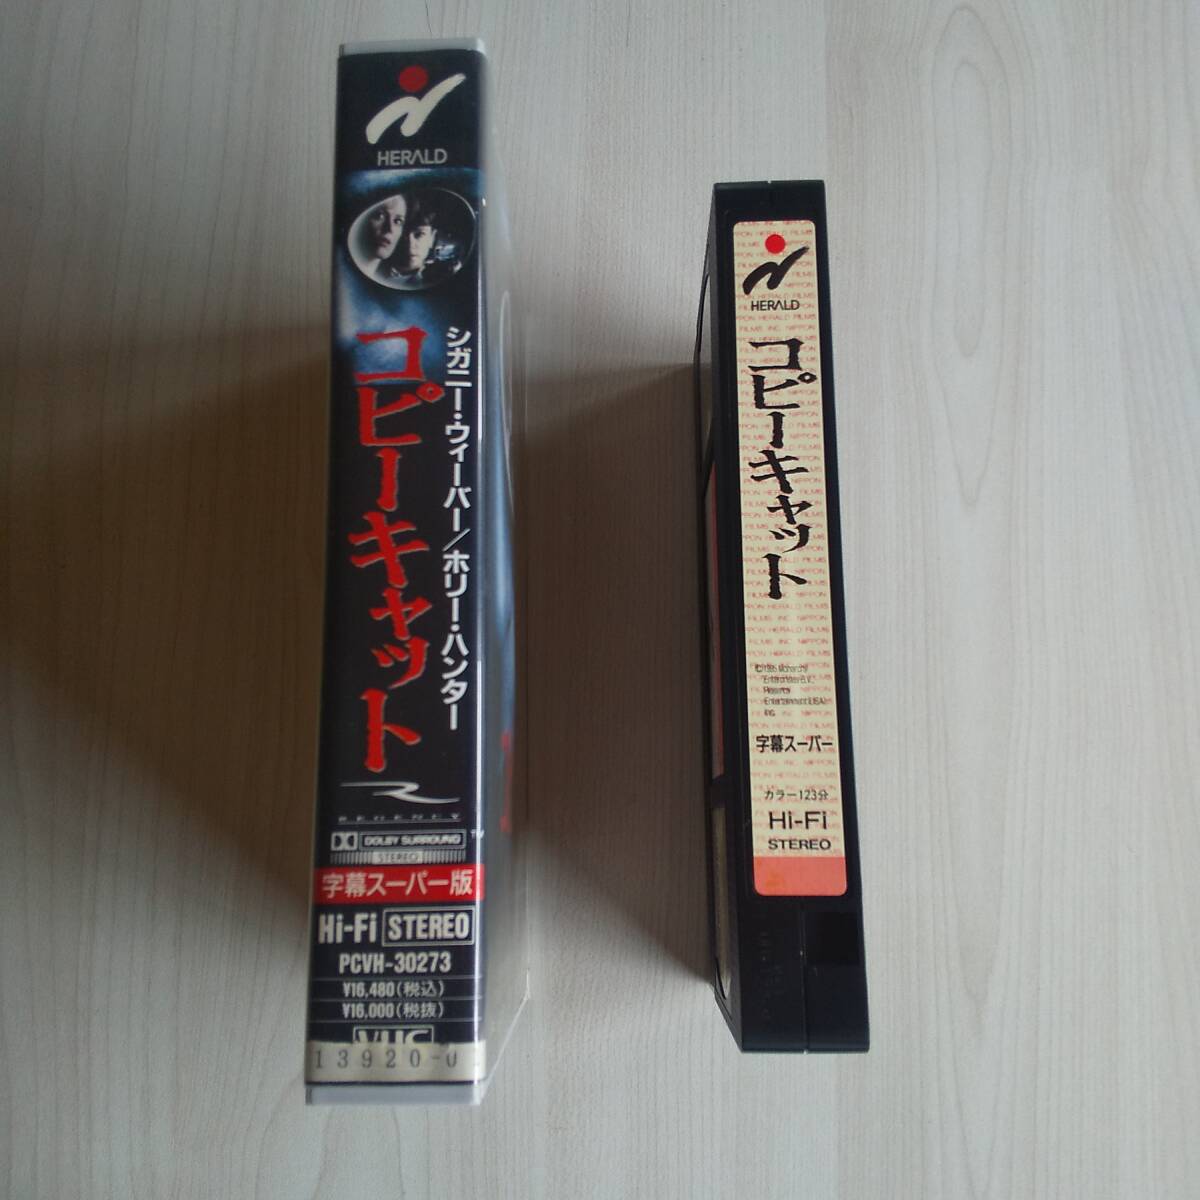 HERALD
シガニー・ウィーバー/ホリー・ハンター
コピーキャット
REGENCY
DOLBY SURROUND
TM
STEREO
字幕スーパー版
Hi-Fi STEREO
PCVH-30273
¥16,480(税込)
¥16,000(税抜)
VHS
13920-0
HERALD
コピーキャット
字幕スーパー
カラー123分
Hi-Fi
STEREO